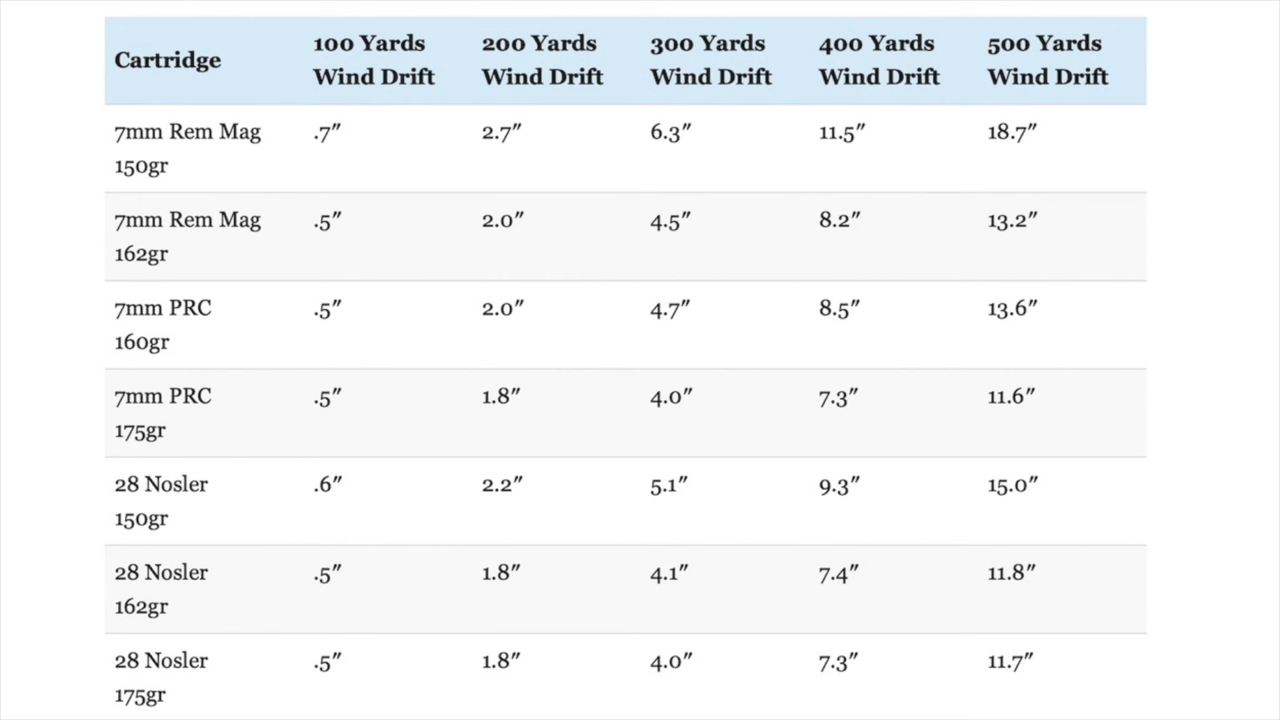 Cartridge
100 Yards Wind Drift
200 Yards Wind Drift
300 Yards Wind Drift
400 Yards Wind Drift
500 Yards Wind Drift
7mm Rem Mag 150gr
.7″
2.7″
6.3″
11.5″
18.7″
7mm Rem Mag 162gr
.5″
2.0″
4.5″
8.2″
13.2″
7mm PRC 160gr
.5″
2.0″
4.7″
8.5″
13.6″
7mm PRC 175gr
.5″
1.8″
4.0″
7.3″
11.6″
28 Nosler 150gr
.6″
2.2″
5.1″
9.3″
15.0″
28 Nosler 162gr
.5″
1.8″
4.1″
7.4″
11.8″
28 Nosler 175gr
.5″
1.8″
4.0″
7.3″
11.7″